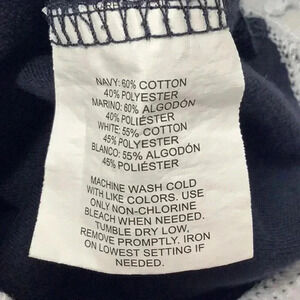 NAVY: 60% COTTON
40% POLYESTER
MARINO: 60% ALGODÓN
40% POLIÉSTER
WHITE: 55% COTTON
45% POLYESTER
BLANCO: 55% ALGODÓN
45% POLIÉSTER
MACHINE WASH COLD
WITH LIKE COLORS. USE
ONLY NON-CHLORINE
BLEACH WHEN NEEDED.
TUMBLE DRY LOW,
REMOVE PROMPTLY. IRON
ON LOWEST SETTING IF
NEEDED.